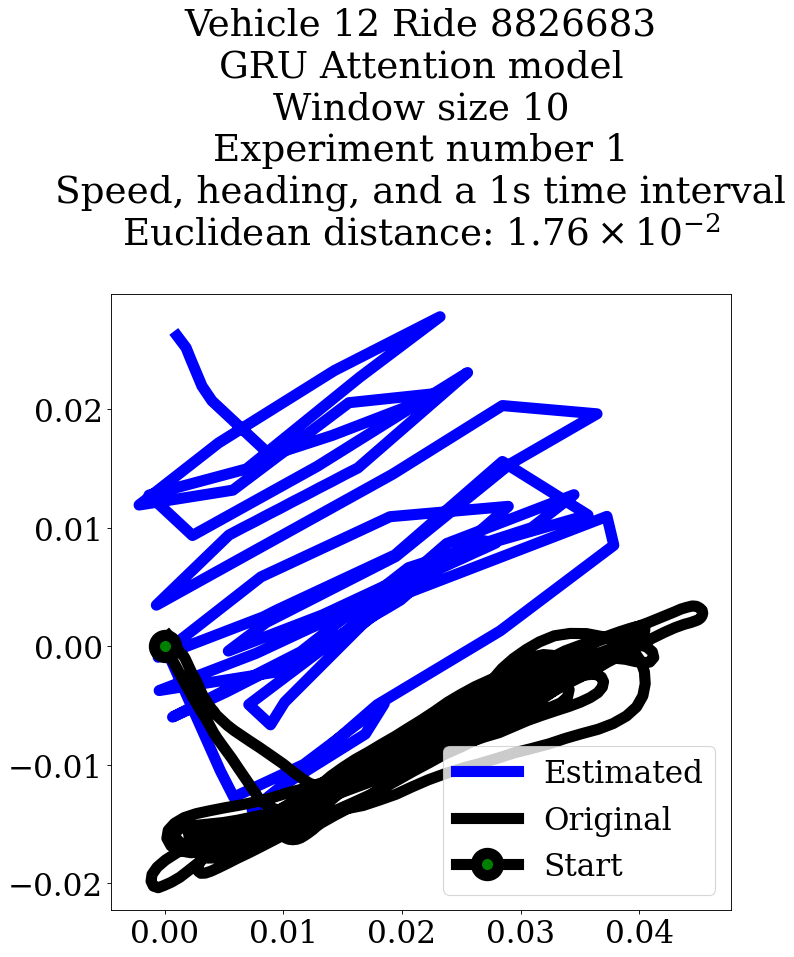 Vehicle 12 Ride 8826683
GRU Attention model
Window size 10
Experiment number 1
Speed, heading, and a 1s time interval
Euclidean distance: 1.76 × 10⁻²
0.02
0.01
0.00
−0.01
−0.02
Estimated
Original
Start
0.00 0.01 0.02 0.03 0.04